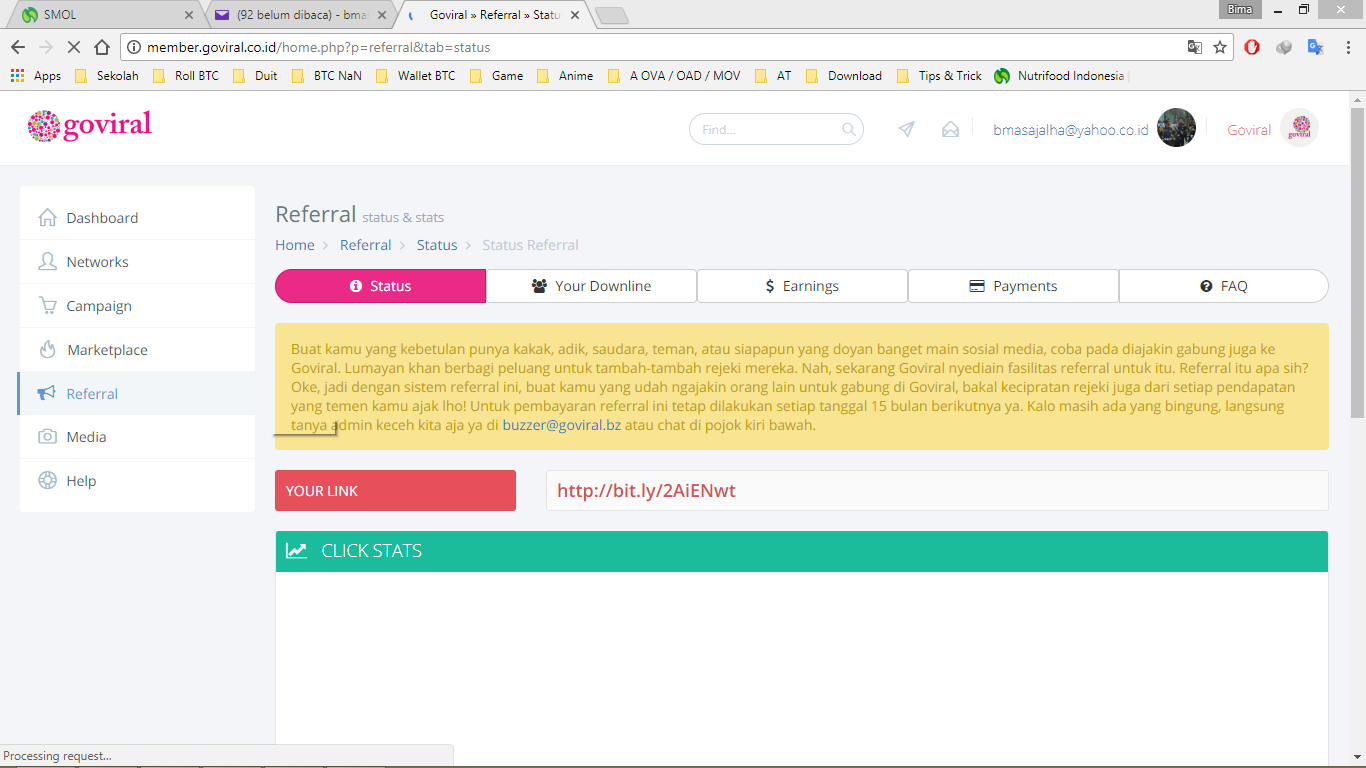 SMOL
(92 belum dibaca) - bma
Goviral » Referral » Statu
Bima
member.goviral.co.id/home.php?p=referral&tab=status
Apps
Sekolah
Roll BTC
Duit
BTC NaN
Wallet BTC
Game
Anime
A OVA / OAD / MOV
AT
Download
Tips & Trick
Nutrifood Indonesia
goviral
Find...
bmasajalha@yahoo.co.id
Goviral
goviral
Dashboard
Networks
Campaign
Marketplace
Referral
Media
Help
Referral status & stats
Home > Referral > Status > Status Referral
Status
Your Downline
$ Earnings
Payments
FAQ
Buat kamu yang kebetulan punya kakak, adik, saudara, teman, atau siapapun yang doyan banget main sosial media, coba pada diajakin gabung juga ke
Goviral. Lumayan khan berbagi peluang untuk tambah-tambah rejeki mereka. Nah, sekarang Goviral nyediain fasilitas referral untuk itu. Referral itu apa sih?
Oke, jadi dengan sistem referral ini, buat kamu yang udah ngajakin orang lain untuk gabung di Goviral, bakal kecipratan rejeki juga dari setiap pendapatan
yang temen kamu ajak lho! Untuk pembayaran referral ini tetap dilakukan setiap tanggal 15 bulan berikutnya ya. Kalo masih ada yang bingung, langsung
tanya admin keceh kita aja ya di buzzer@goviral.bz atau chat di pojok kiri bawah.
YOUR LINK
http://bit.ly/2AiENwt
CLICK STATS
Processing request...